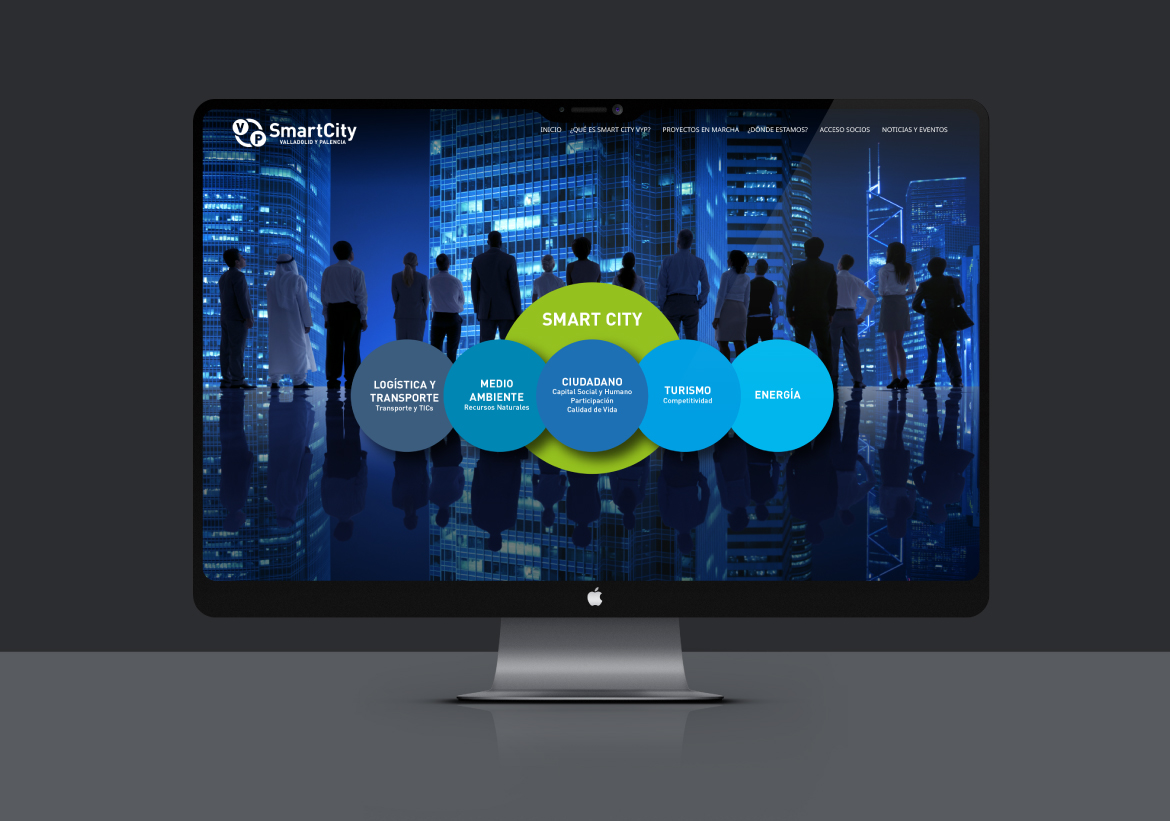 V
P
SmartCity
VALLADOLID Y PALENCIA
INICIO
¿QUÉ ES SMART CITY VYP?
PROYECTOS EN MARCHA
¿DÓNDE ESTAMOS?
ACCESO SOCIOS
NOTICIAS Y EVENTOS
SMART CITY
LOGÍSTICA Y
TRANSPORTE
Transporte y TICs
MEDIO
AMBIENTE
Recursos Naturales
CIUDADANO
Capital Social y Humano
Participación
Calidad de Vida
TURISMO
Competitividad
ENERGÍA